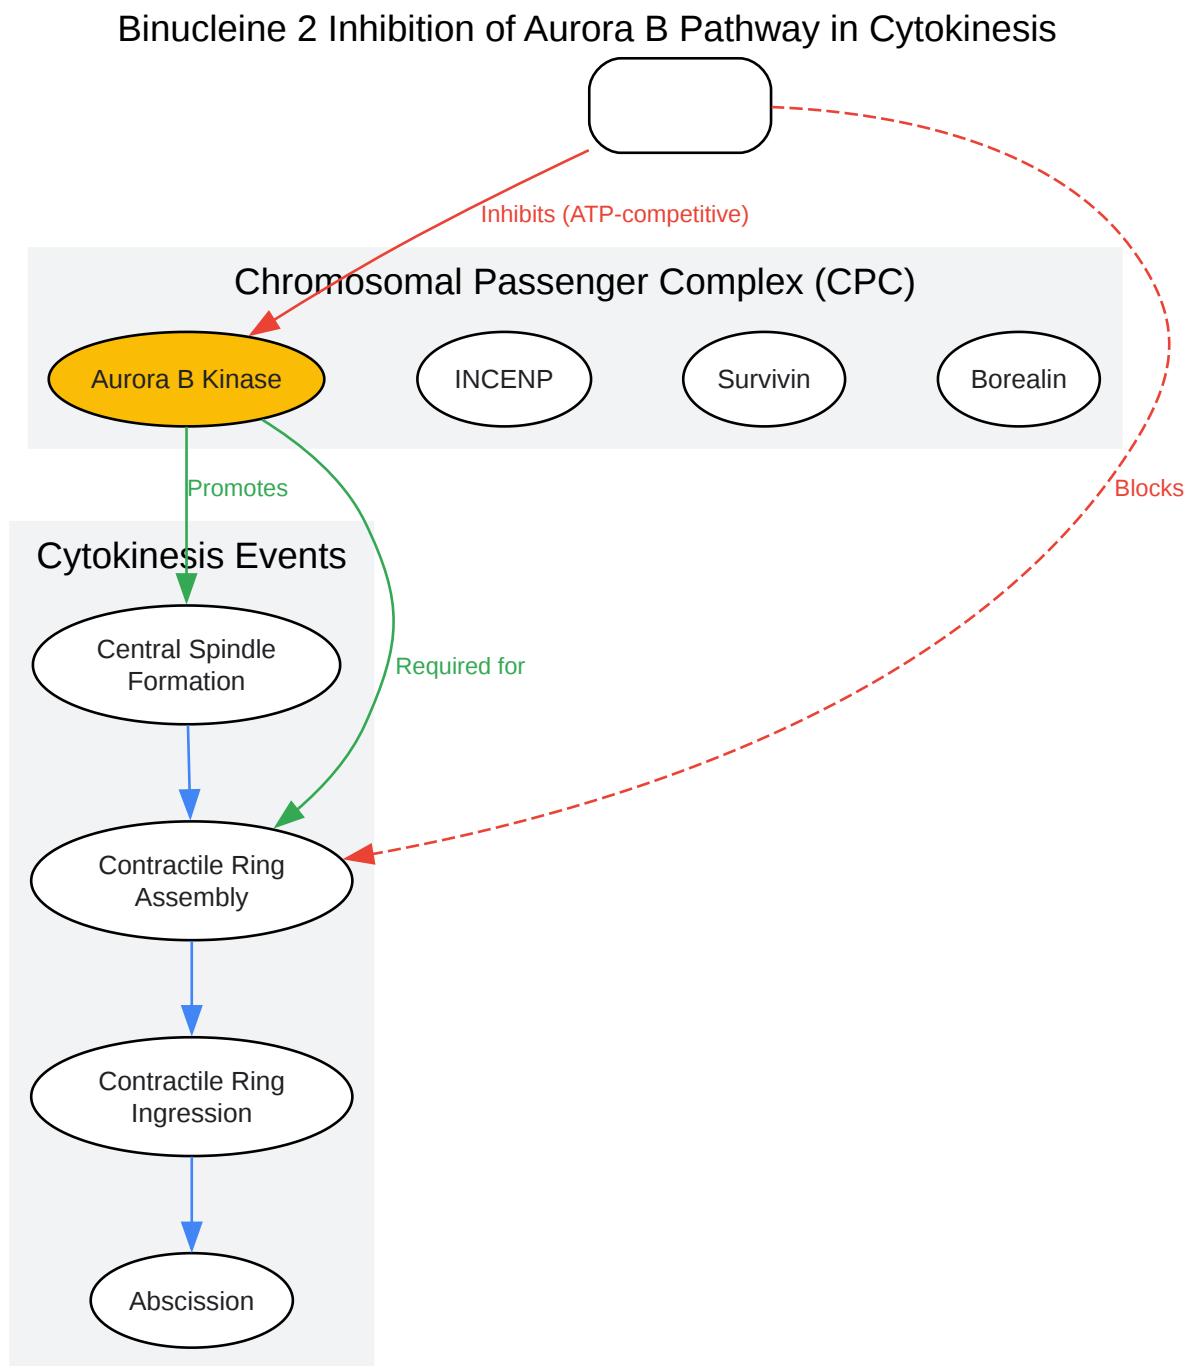 Binucleine 2 Inhibition of Aurora B Pathway in Cytokinesis
Inhibits (ATP-competitive)
Chromosomal Passenger Complex (CPC)
Aurora B Kinase
INCENP
Survivin
Borealin
Promotes
Blocks
Cytokinesis Events
Central Spindle
Formation
Required for
Contractile Ring
Assembly
Contractile Ring
Ingression
Abscission